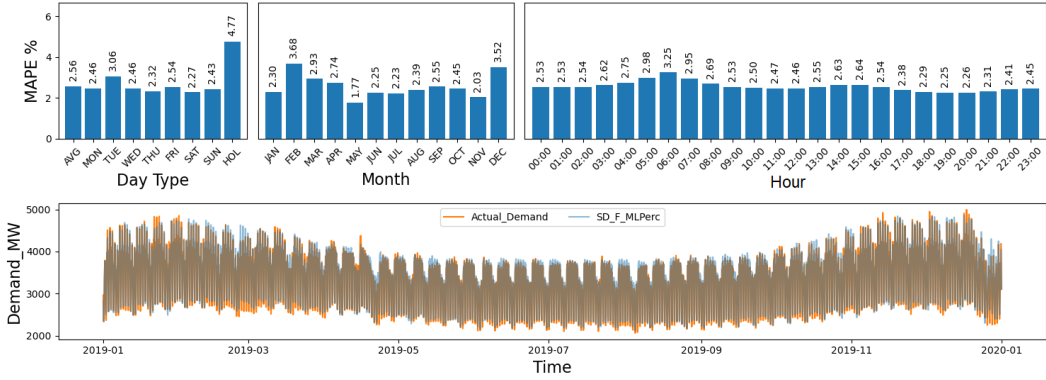 MAPE %
6
4
2
0
2.56
2.46
3.06
2.46
2.32
2.54
2.27
2.43
4.77
AVG
MON
TUE
WED
THU
FRI
SAT
SUN
HOL
Day Type
2.30
3.68
2.93
2.74
1.77
2.25
2.23
2.39
2.55
2.45
2.03
3.52
JAN
FEB
MAR
APR
MAY
JUN
JUL
AUG
SEP
OCT
NOV
DEC
Month
2.53
2.53
2.54
2.62
2.75
2.98
3.25
2.95
2.69
2.53
2.50
2.47
2.46
2.55
2.63
2.64
2.54
2.38
2.29
2.25
2.26
2.31
2.41
2.45
00:00
01:00
02:00
03:00
04:00
05:00
06:00
07:00
08:00
09:00
10:00
11:00
12:00
13:00
14:00
15:00
16:00
17:00
18:00
19:00
20:00
21:00
22:00
23:00
Hour
Demand_MW
5000
4000
3000
2000
Actual_Demand
SD_F_MLPerc
2019-01
2019-03
2019-05
2019-07
2019-09
2019-11
2020-01
Time